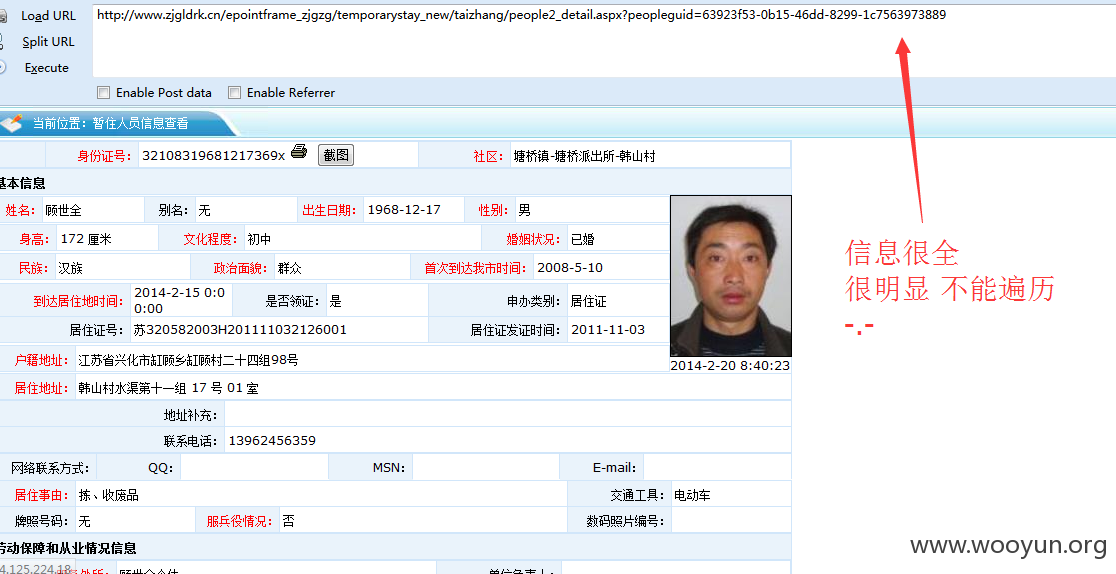 Load URL
http://www.zjgldrk.cn/epointframe_zjgzg/temporarystay_new/taizhang/people2_detail.aspx?peopleguid=63923f53-0b15-46dd-8299-1c7563973889
Split URL
Execute
Enable Post data Enable Referrer
当前位置：暂住人员信息查看
身份证号： 32108319681217369x 截图 社区： 塘桥镇-塘桥派出所-韩山村
基本信息
姓名： 顾世全 别名： 无 出生日期： 1968-12-17 性别： 男
身高： 172 厘米 文化程度： 初中 婚姻状况： 已婚
民族： 汉族 政治面貌： 群众 首次到达我市时间： 2008-5-10
到达居住地时间： 2014-2-15 0:0
0:00 是否领证： 是 申办类别： 居住证
居住证号： 苏320582003H201111032126001 居住证发证时间： 2011-11-03
2014-2-20 8:40:23
户籍地址： 江苏省兴化市缸顾乡缸顾村二十四组98号
居住地址： 韩山村水渠第十一组 17 号 01 室
地址补充：
联系电话： 13962456359
网络联系方式： QQ： MSN： E-mail：
居住事由： 拣、收废品 交通工具： 电动车
牌照号码： 无 服兵役情况： 否 数码照片编号：
劳动保障和从业情况信息
4.125.224.18
信息很全
很明显 不能遍历
-.-
www.wooyun.org